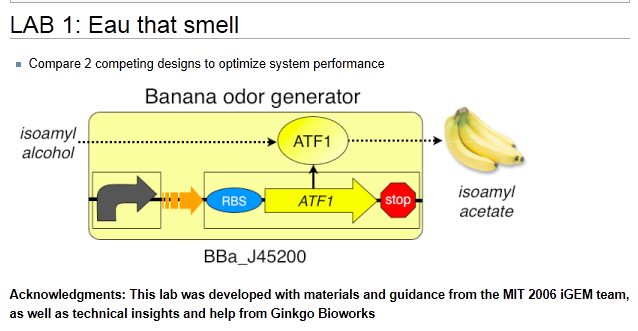 LAB 1: Eau that smell
Compare 2 competing designs to optimize system performance
Banana odor generator
isoamyl
alcohol
ATF1
RBS
ATF1
stop
isoamyl
acetate
BBa_J45200
Acknowledgments: This lab was developed with materials and guidance from the MIT 2006 iGEM team,
as well as technical insights and help from Ginkgo Bioworks